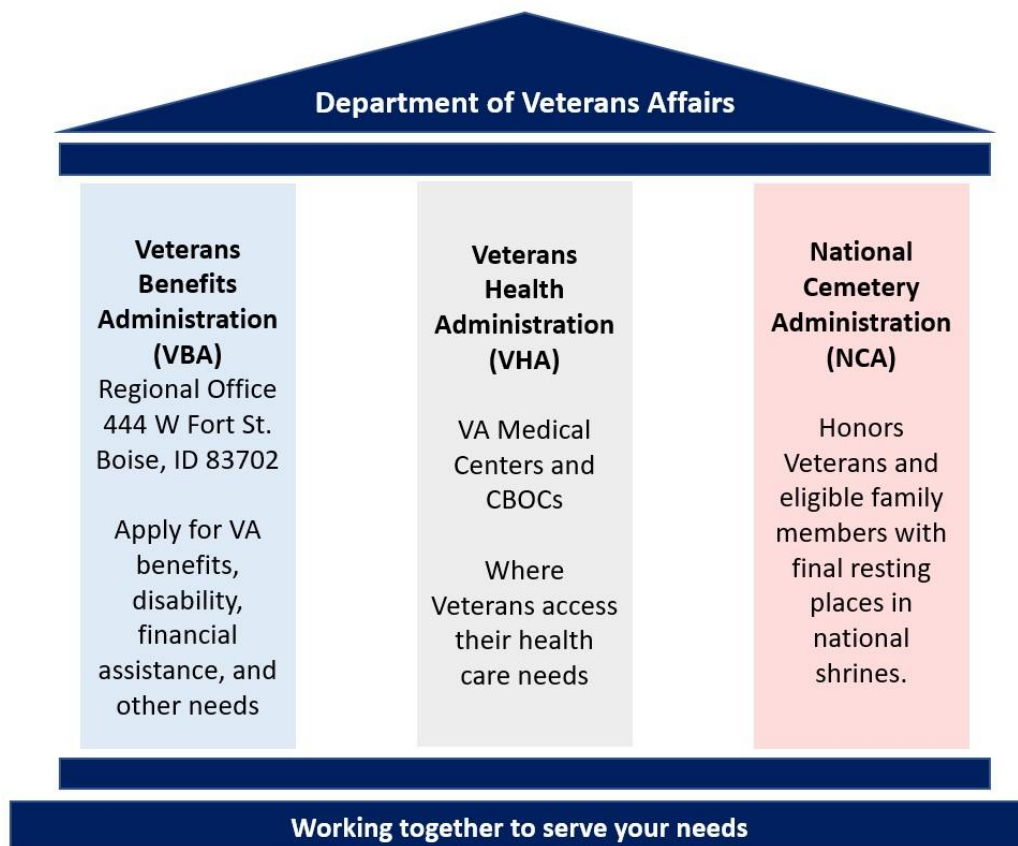 Department of Veterans Affairs
Veterans
Benefits
Administration
(VBA)
Regional Office
444 W Fort St.
Boise, ID 83702
Apply for VA
benefits,
disability,
financial
assistance, and
other needs
Veterans
Health
Administration
(VHA)
VA Medical
Centers and
CBOCs
Where
Veterans access
their health
care needs
National
Cemetery
Administration
(NCA)
Honors
Veterans and
eligible family
members with
final resting
places in
national
shrines.
Working together to serve your needs